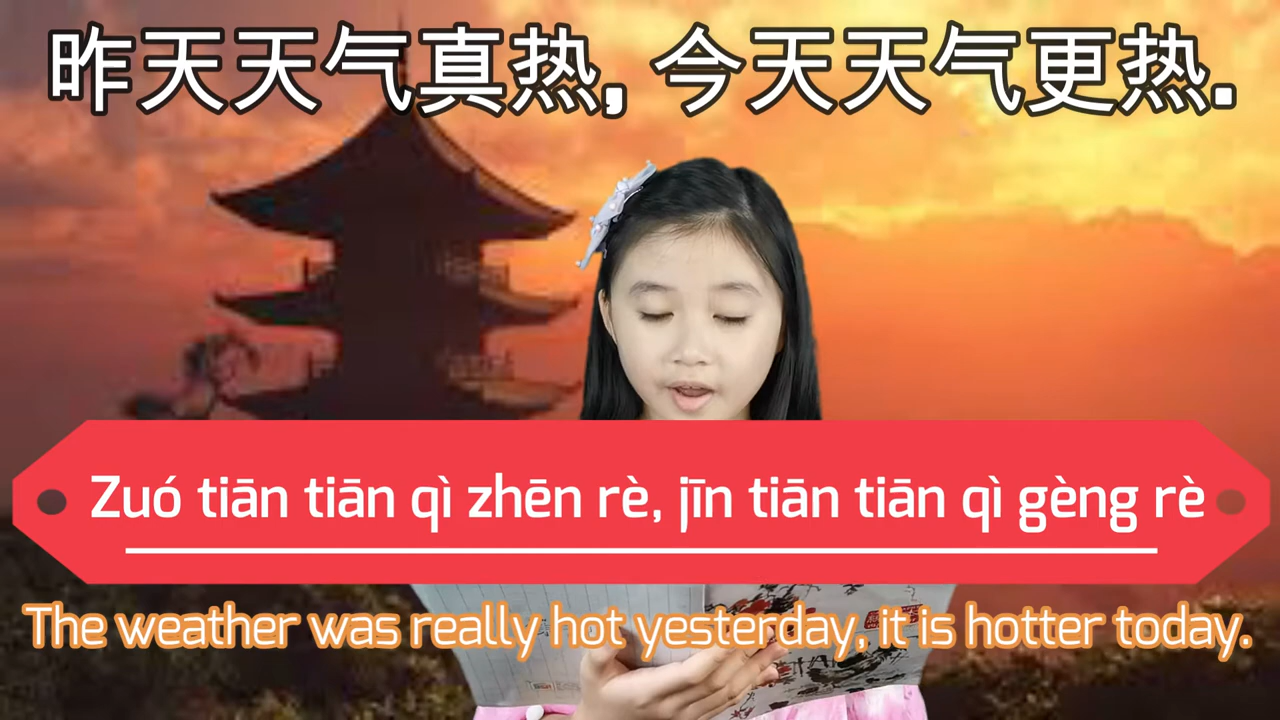 昨天天气真热, 今天天气更热.
Zuó tiān tiān qì zhēn rè, jīn tiān tiān qì gèng rè
The weather was really hot yesterday, it is hotter today.